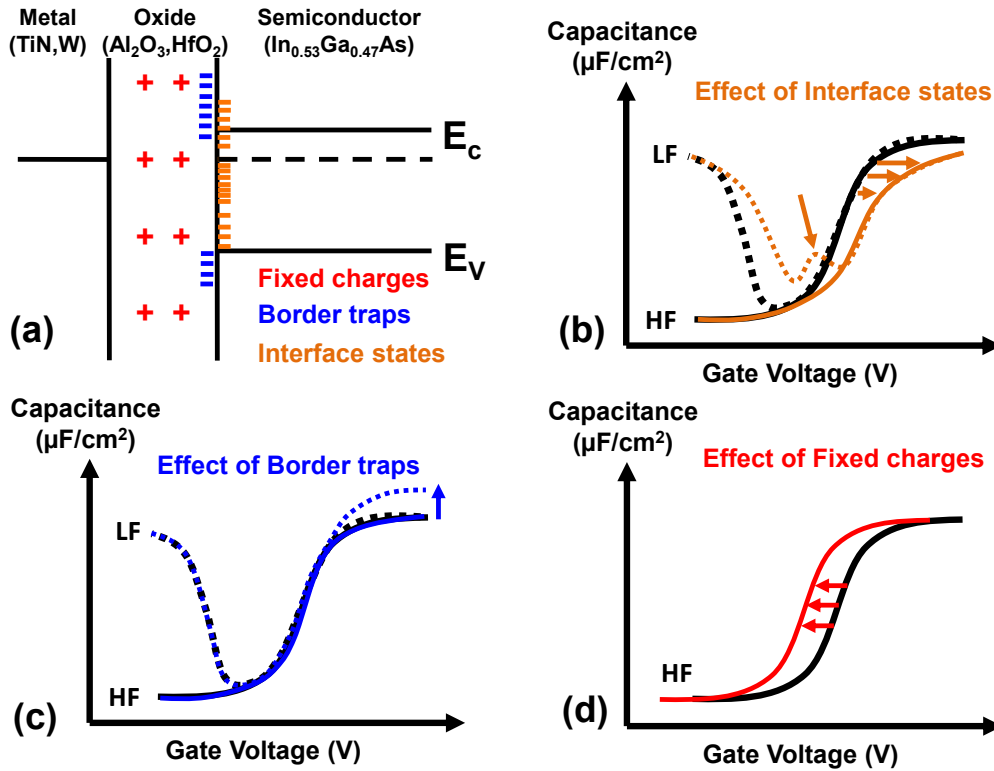 Metal
(TiN,W)
Oxide
(Al₂O₃,HfO₂)
Semiconductor
(In₀.₅₃Ga₀.₄₇As)
+ +
+ +
+ +
+ +
E_c
E_V
Fixed charges
Border traps
Interface states
(a)
Capacitance
(µF/cm²)
Effect of Interface states
LF
HF
(b)
Gate Voltage (V)
Capacitance
(µF/cm²)
Effect of Border traps
LF
HF
(c)
Gate Voltage (V)
Capacitance
(µF/cm²)
Effect of Fixed charges
HF
(d)
Gate Voltage (V)